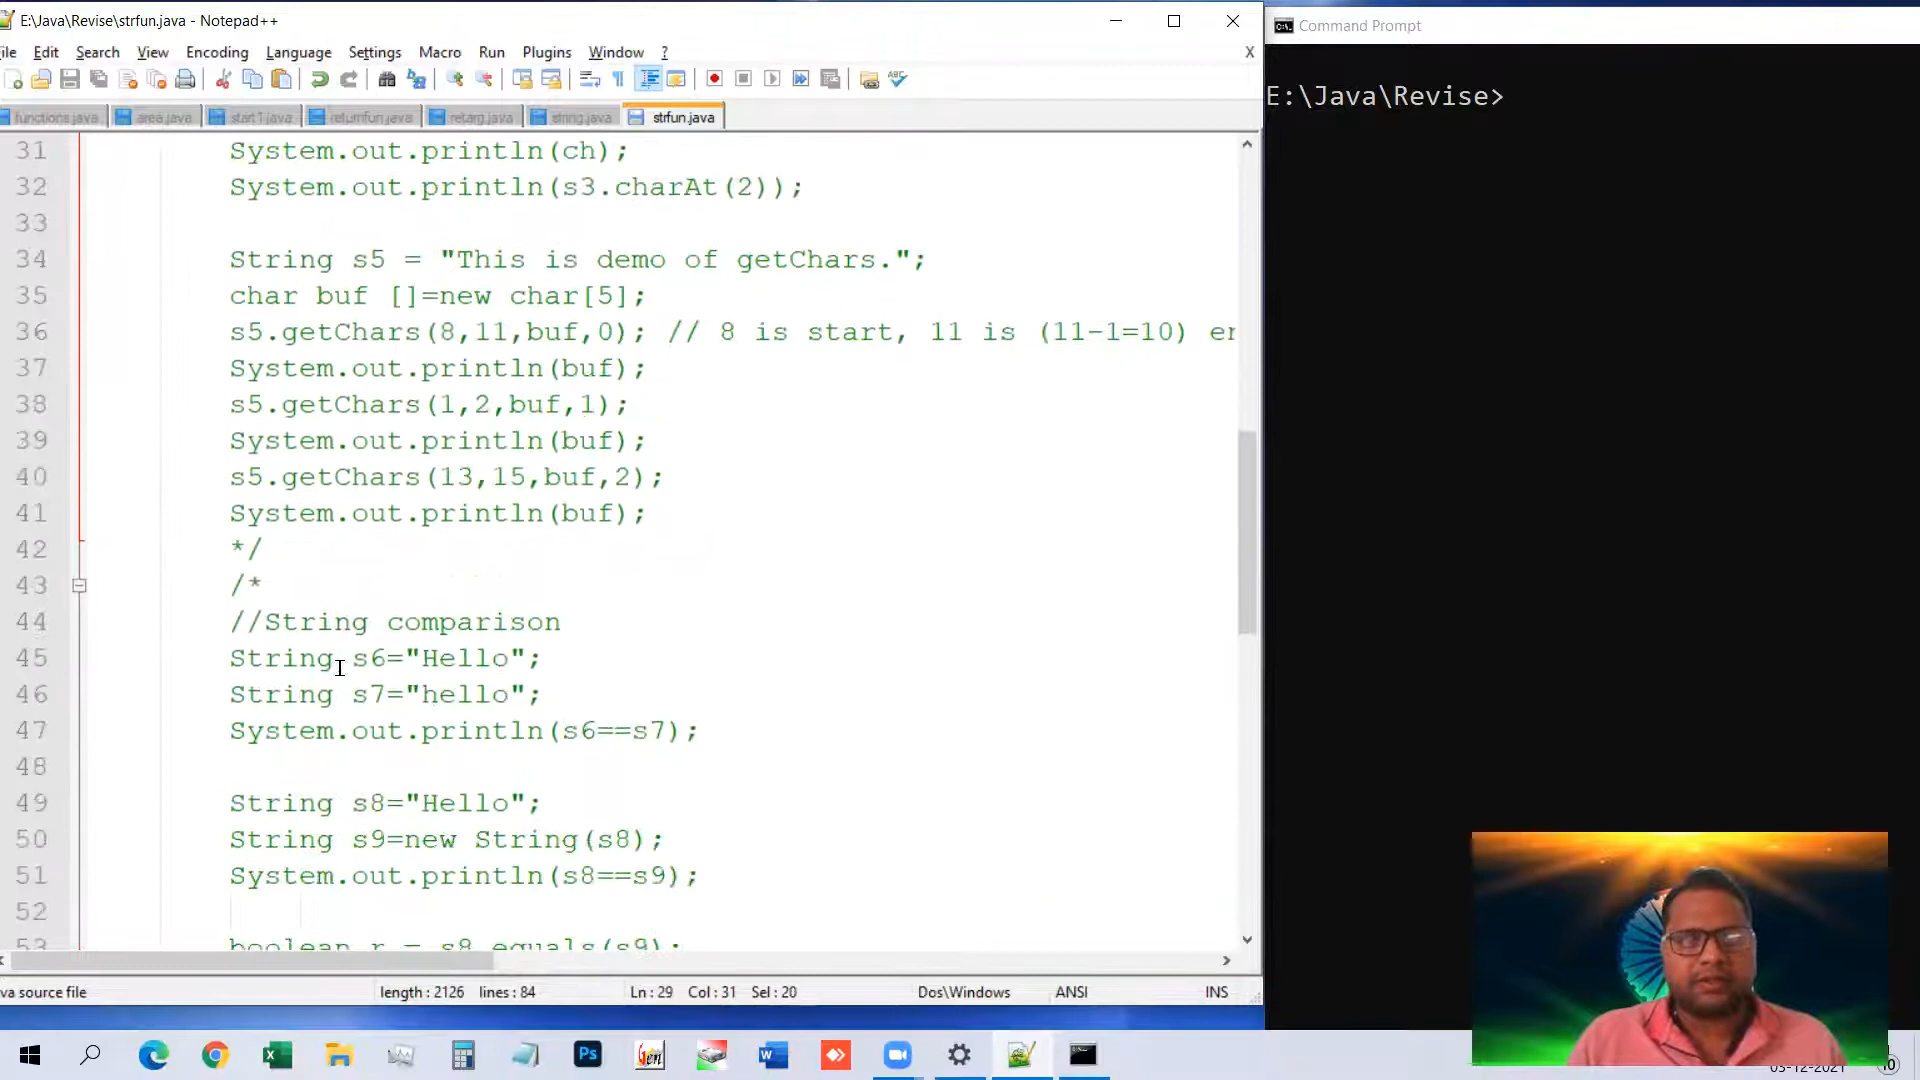 E:\Java\Revise\strfun.java - Notepad++
Edit Search View Encoding Language Settings Macro Run Plugins Window ? X
functions.java area.java start1.java returnfun.java retarg.java string.java strfun.java
31 System.out.println(ch);
32 System.out.println(s3.charAt(2));
33
34 String s5 = "This is demo of getChars.";
35 char buf []=new char[5];
36 s5.getChars(8,11,buf,0); // 8 is start, 11 is (11-1=10) er
37 System.out.println(buf);
38 s5.getChars(1,2,buf,1);
39 System.out.println(buf);
40 s5.getChars(13,15,buf,2);
41 System.out.println(buf);
42 */
43 /*
44 //String comparison
45 String s6="Hello";
46 String s7="hello";
47 System.out.println(s6==s7);
48
49 String s8="Hello";
50 String s9=new String(s8);
51 System.out.println(s8==s9);
52
53 boolean r = s8.equals(s9);
va source file length : 2126 lines : 84 Ln : 29 Col : 31 Sel : 20 Dos\Windows ANSI INS
Command Prompt
E:\Java\Revise>
03-12-2021